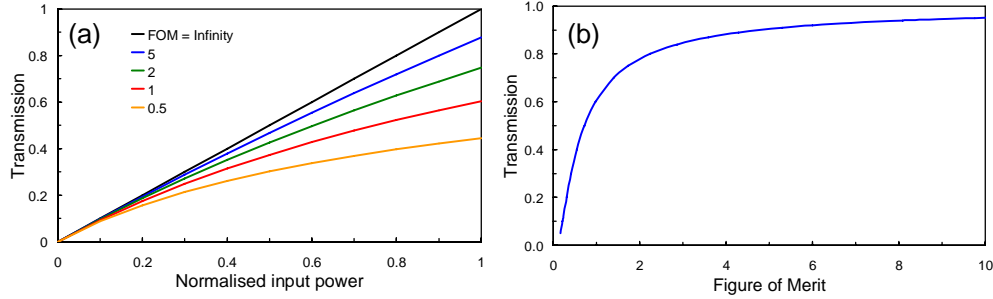 (a)
FOM = Infinity
5
2
1
0.5
1
0.8
0.6
0.4
0.2
0
Transmission
0 0.2 0.4 0.6 0.8 1
Normalised input power
(b)
1.0
0.8
0.6
0.4
0.2
0.0
Transmission
0 2 4 6 8 10
Figure of Merit